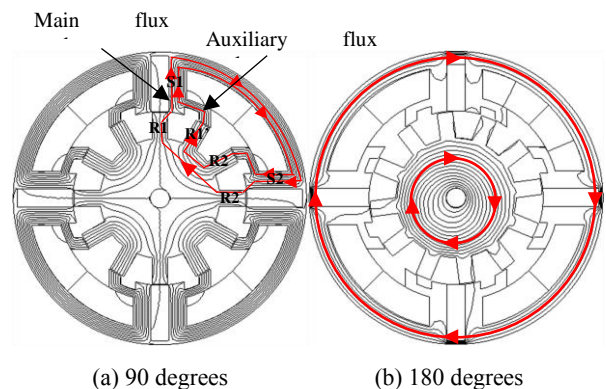 Main flux Auxiliary flux
S1
R1
R1'
R2'
R2
S2
(a) 90 degrees (b) 180 degrees